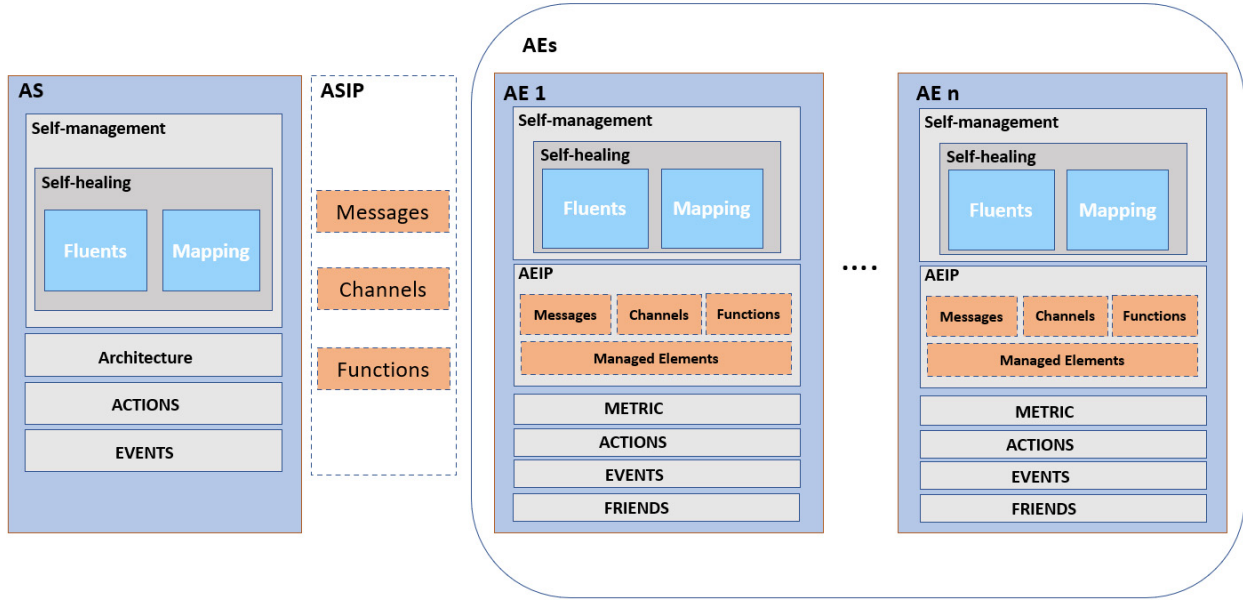 AS
Self-management
Self-healing
Fluents
Mapping
Architecture
ACTIONS
EVENTS
ASIP
Messages
Channels
Functions
AEs
AE 1
Self-management
Self-healing
Fluents
Mapping
AEIP
Messages
Channels
Functions
Managed Elements
METRIC
ACTIONS
EVENTS
FRIENDS
....
AE n
Self-management
Self-healing
Fluents
Mapping
AEIP
Messages
Channels
Functions
Managed Elements
METRIC
ACTIONS
EVENTS
FRIENDS